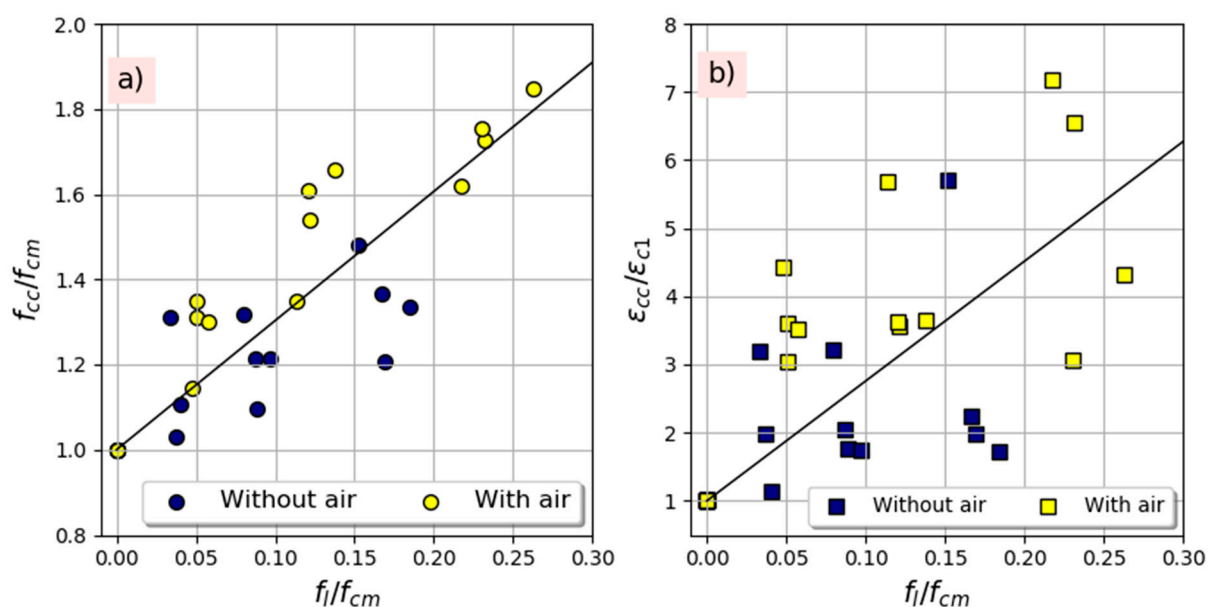 a)
2.0
1.8
1.6
1.4
1.2
1.0
0.8
f_cc/f_cm
Without air
With air
0.00 0.05 0.10 0.15 0.20 0.25 0.30
f_l/f_cm
b)
8
7
6
5
4
3
2
1
ε_cc/ε_c1
Without air
With air
0.00 0.05 0.10 0.15 0.20 0.25 0.30
f_l/f_cm